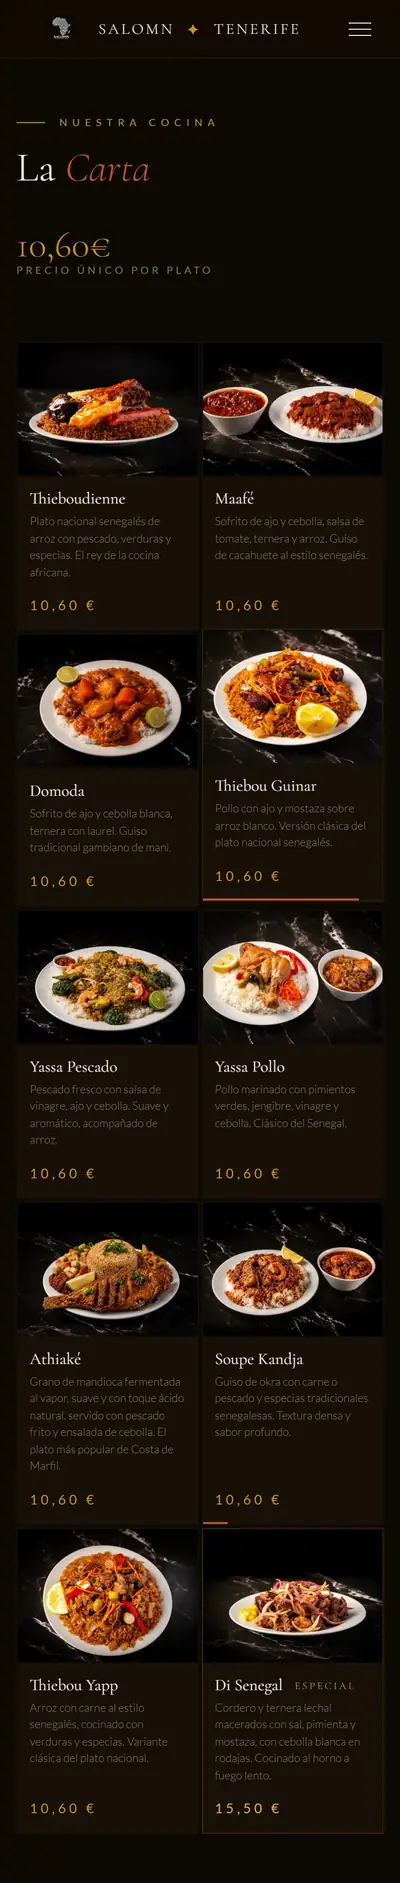 SALOMN ✦ TENERIFE
NUESTRA COCINA
La Carta
10,60€
PRECIO ÚNICO POR PLATO
Thieboudienne
Plato nacional senegalés de
arroz con pescado, verduras y
especias. El rey de la cocina
africana.
10,60 €
Maafé
Sofrito de ajo y cebolla, salsa de
tomate, ternera y arroz. Guiso
de cacahuete al estilo senegalés.
10,60 €
Domoda
Sofrito de ajo y cebolla blanca,
ternera con laurel. Guiso
tradicional gambiano de maní.
10,60 €
Thiebou Guinar
Pollo con ajo y mostaza sobre
arroz blanco. Versión clásica del
plato nacional senegalés.
10,60 €
Yassa Pescado
Pescado fresco con salsa de
vinagre, ajo y cebolla. Suave y
aromático, acompañado de
arroz.
10,60 €
Yassa Pollo
Pollo marinado con pimientos
verdes, jengibre, vinagre y
cebolla. Clásico del Senegal.
10,60 €
Athiaké
Grano de mandioca fermentada
al vapor, suave y con toque ácido
natural, servido con pescado
frito y ensalada de cebolla. El
plato más popular de Costa de
Marfil.
10,60 €
Soupe Kandja
Guiso de okra con carne o
pescado y especias tradicionales
senegalesas. Textura densa y
sabor profundo.
10,60 €
Thiebou Yapp
Arroz con carne al estilo
senegalés, cocinado con
verduras y especias. Variante
clásica del plato nacional.
10,60 €
Di Senegal ESPECIAL
Cordero y ternera lechal
macerados con sal, pimienta y
mostaza, con cebolla blanca en
rodajas. Cocinado al horno a
fuego lento.
15,50 €